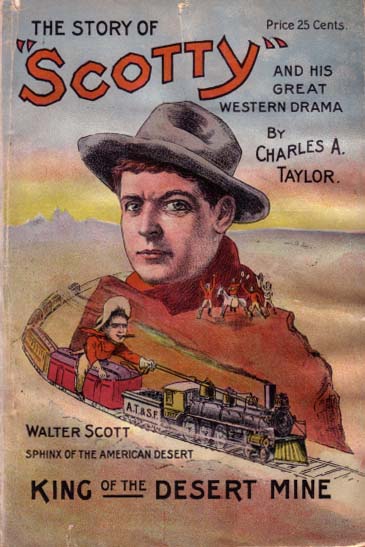 THE STORY OF
Price 25 Cents.
"SCOTTY"
AND HIS
GREAT
WESTERN DRAMA
BY
CHARLES A.
TAYLOR.
A.T.&S.F.
WALTER SCOTT
SPHINX OF THE AMERICAN DESERT
KING OF THE DESERT MINE